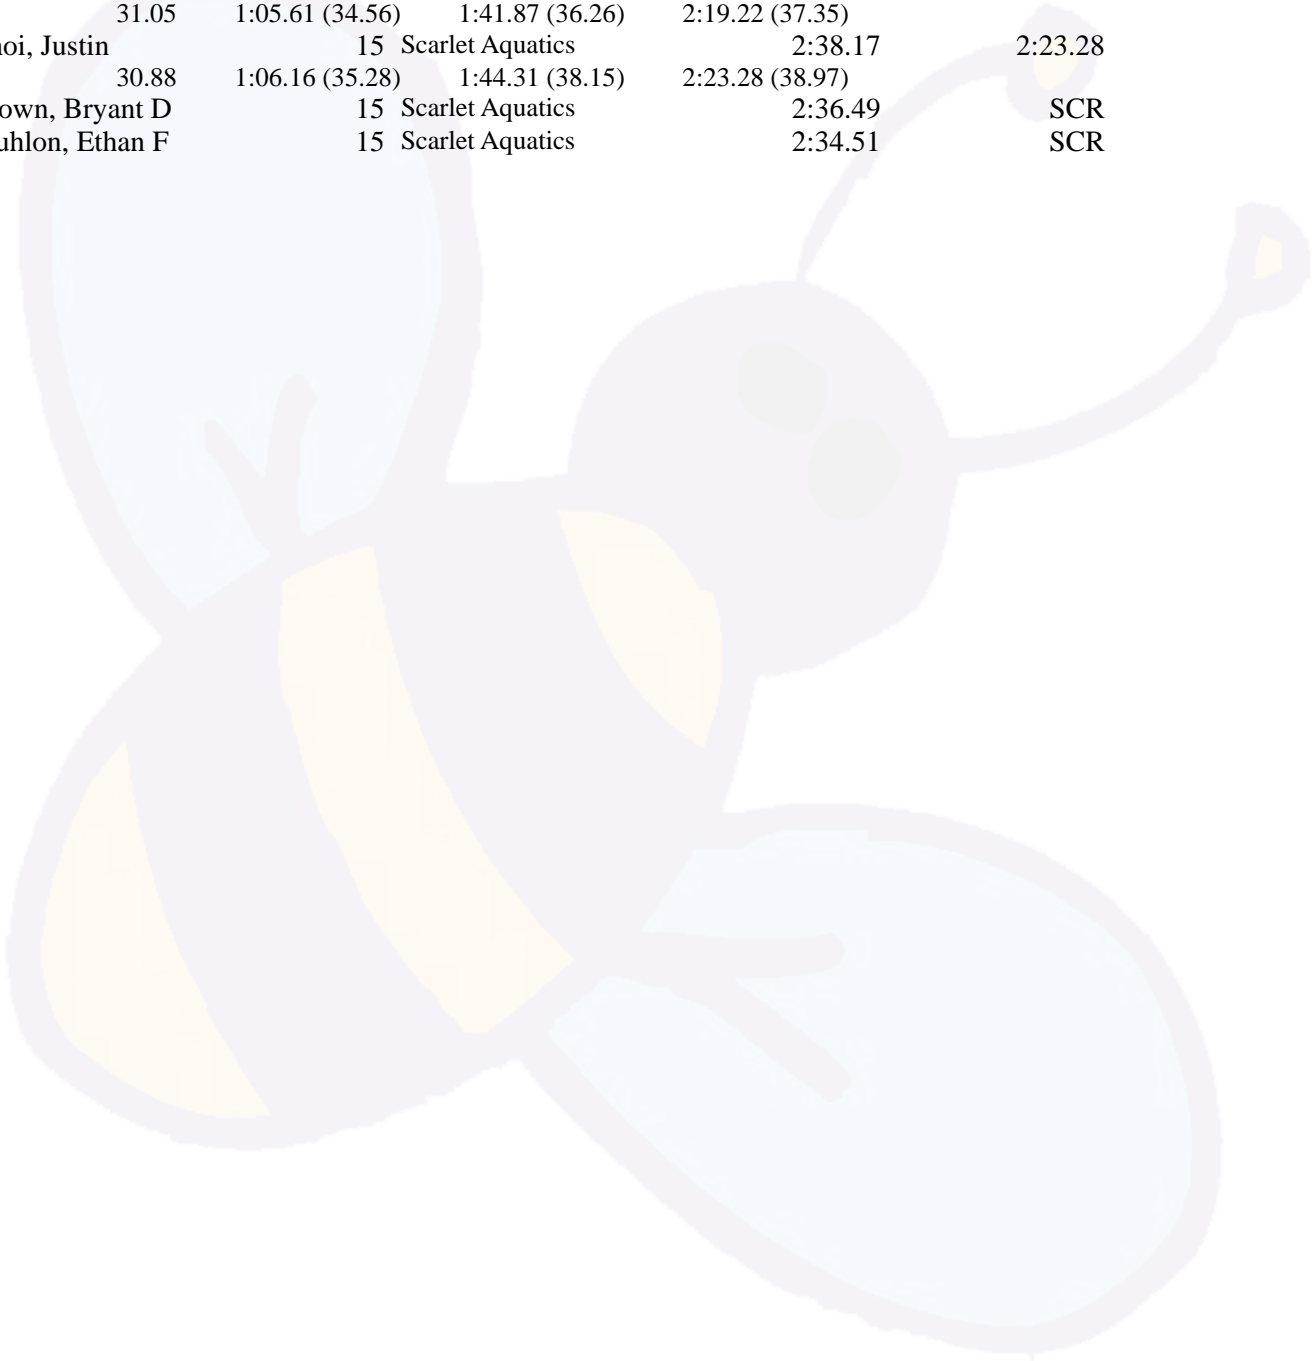 31.05 1:05.61 (34.56) 1:41.87 (36.26) 2:19.22 (37.35)
hoi, Justin 15 Scarlet Aquatics 2:38.17 2:23.28
30.88 1:06.16 (35.28) 1:44.31 (38.15) 2:23.28 (38.97)
own, Bryant D 15 Scarlet Aquatics 2:36.49 SCR
uhlon, Ethan F 15 Scarlet Aquatics 2:34.51 SCR